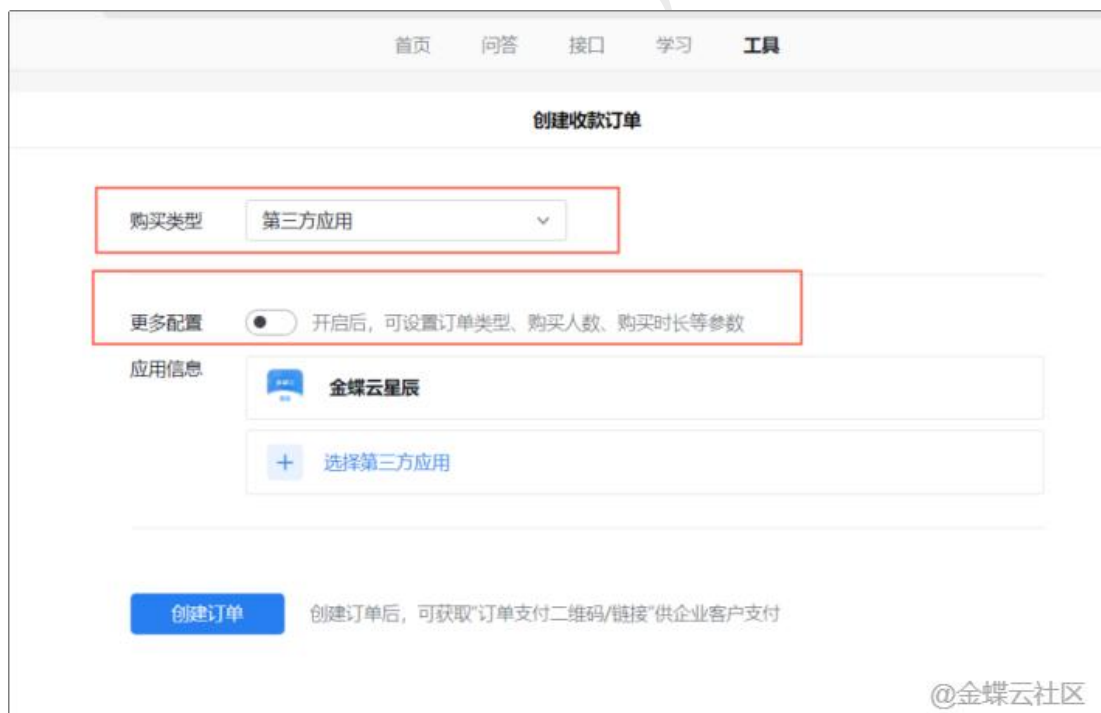 首页 问答 接口 学习 工具
创建收款订单
购买类型 第三方应用
更多配置 开启后，可设置订单类型、购买人数、购买时长等参数
应用信息
金蝶云星辰
+ 选择第三方应用
创建订单 创建订单后，可获取"订单支付二维码/链接"供企业客户支付
@金蝶云社区